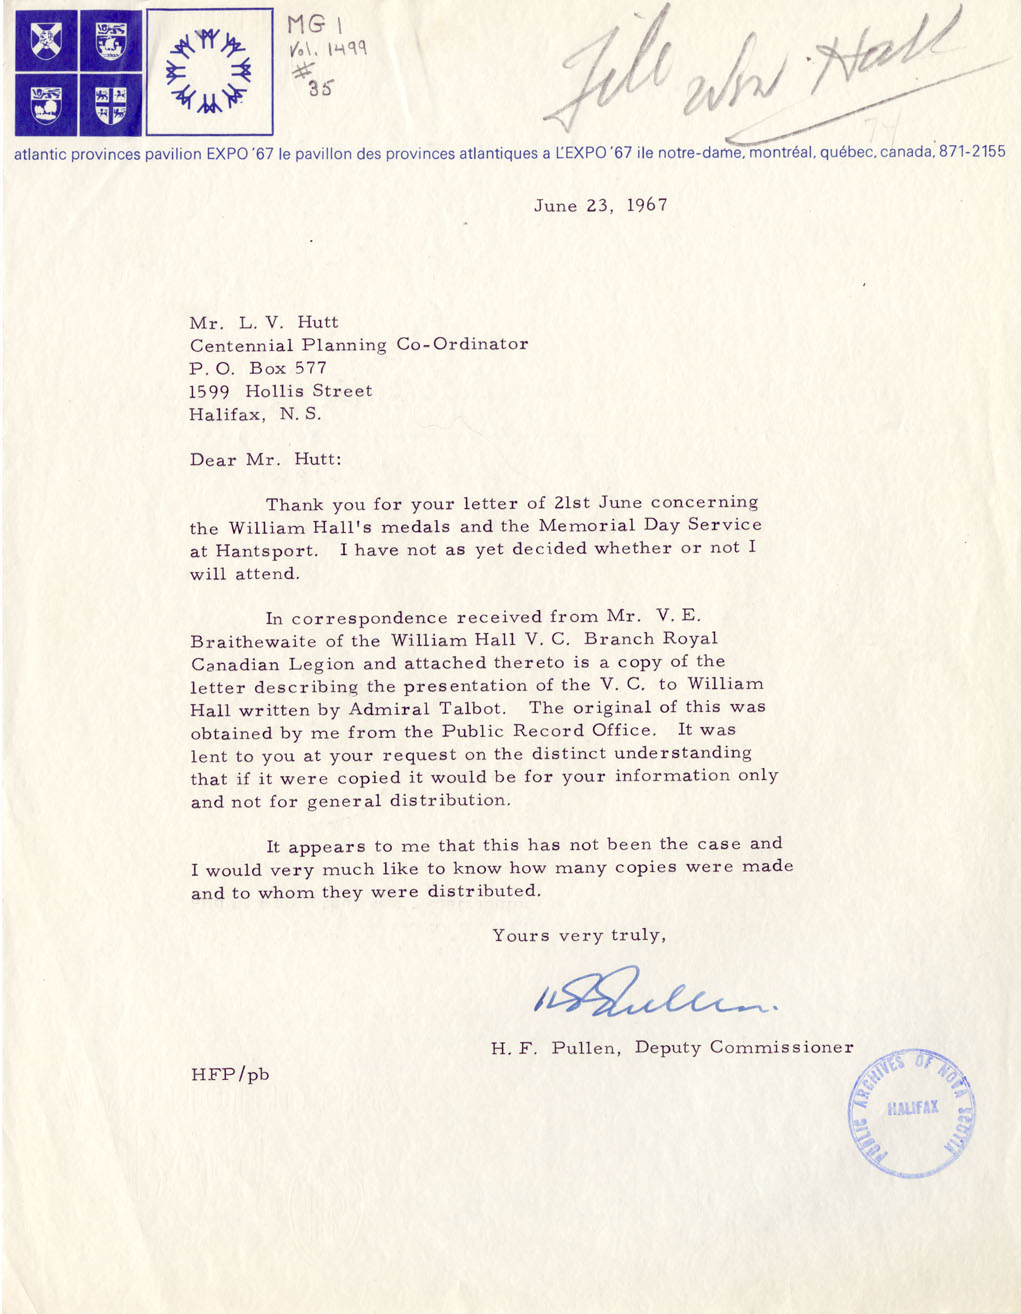 MG 1
Vol. 1499
#
35
File Wm Hall
atlantic provinces pavilion EXPO '67 le pavillon des provinces atlantiques a L'EXPO '67 ile notre-dame, montréal, québec, canada, 871-2155
June 23, 1967
Mr. L. V. Hutt
Centennial Planning Co-Ordinator
P. O. Box 577
1599 Hollis Street
Halifax, N. S.
Dear Mr. Hutt:
Thank you for your letter of 21st June concerning
the William Hall's medals and the Memorial Day Service
at Hantsport. I have not as yet decided whether or not I
will attend.
In correspondence received from Mr. V. E.
Braithewaite of the William Hall V. C. Branch Royal
Canadian Legion and attached thereto is a copy of the
letter describing the presentation of the V. C. to William
Hall written by Admiral Talbot. The original of this was
obtained by me from the Public Record Office. It was
lent to you at your request on the distinct understanding
that if it were copied it would be for your information only
and not for general distribution.
It appears to me that this has not been the case and
I would very much like to know how many copies were made
and to whom they were distributed.
Yours very truly,
HFPullen.
H. F. Pullen, Deputy Commissioner
HFP/pb
PUBLIC ARCHIVES OF NOVA SCOTIA
HALIFAX